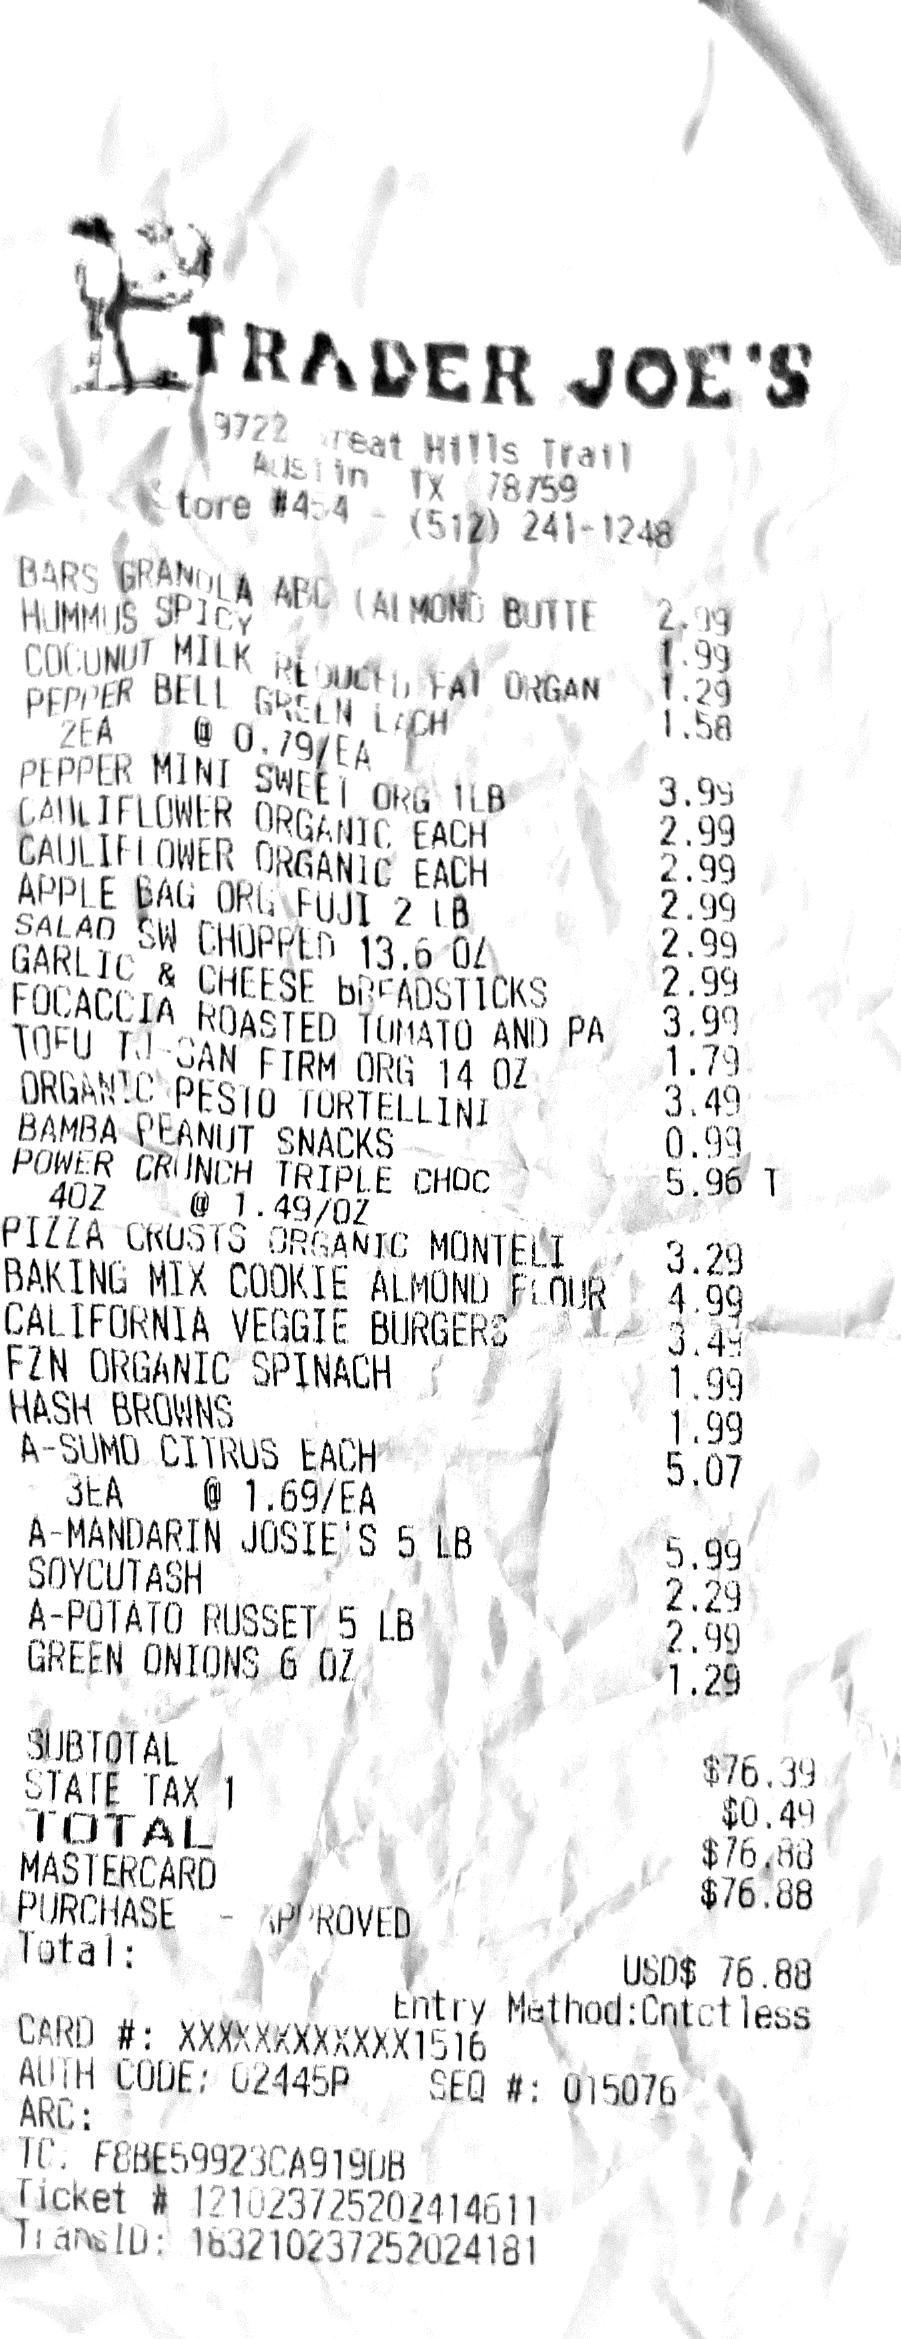 TRADER JOE'S
9722 Great Hills Trail
Austin TX 78759
Store #454 - (512) 241-1248
BARS GRANOLA ABC (ALMOND BUTTE 2.99
HUMMUS SPICY 1.99
COCONUT MILK REDUCED FAT ORGAN 1.29
PEPPER BELL GREEN EACH 1.58
2EA @ 0.79/EA
PEPPER MINI SWEET ORG 1LB 3.99
CAULIFLOWER ORGANIC EACH 2.99
CAULIFLOWER ORGANIC EACH 2.99
APPLE BAG ORG FUJI 2 LB 2.99
SALAD SW CHOPPED 13.6 OZ 2.99
GARLIC & CHEESE BREADSTICKS 2.99
FOCACCIA ROASTED TOMATO AND PA 3.99
TOFU TJ-SAN FIRM ORG 14 OZ 1.79
ORGANIC PESTO TORTELLINI 3.49
BAMBA PEANUT SNACKS 0.99
POWER CRUNCH TRIPLE CHOC 5.96 T
4OZ @ 1.49/OZ
PIZZA CRUSTS ORGANIC MONTELI 3.29
BAKING MIX COOKIE ALMOND FLOUR 4.99
CALIFORNIA VEGGIE BURGERS 3.49
FZN ORGANIC SPINACH 1.99
HASH BROWNS 1.99
A-SUMO CITRUS EACH 5.07
3EA @ 1.69/EA
A-MANDARIN JOSIE'S 5 LB 5.99
SOYCUTASH 2.29
A-POTATO RUSSET 5 LB 2.99
GREEN ONIONS 6 OZ 1.29
SUBTOTAL $76.39
STATE TAX 1 $0.49
TOTAL $76.88
MASTERCARD $76.88
PURCHASE - APPROVED
Total: USD$ 76.88
Entry Method:Cntctless
CARD #: XXXXXXXXXXXX1516
AUTH CODE: 02445P SEQ #: 015076
ARC:
TC: F8BE59923CA919DB
Ticket # 121023725202414611
TransID: 163210237252024181